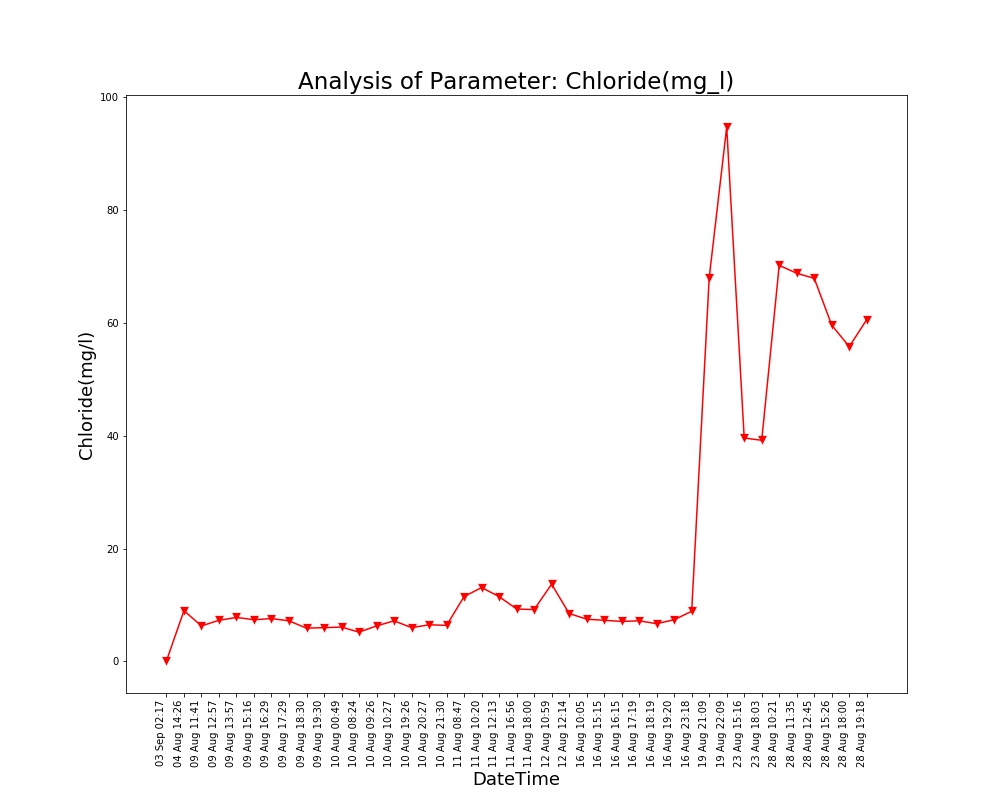 Analysis of Parameter: Chloride(mg_l)
100
80
60
40
20
0
Chloride(mg/l)
03 Sep 02:17
04 Aug 14:26
09 Aug 11:41
09 Aug 12:57
09 Aug 13:57
09 Aug 15:16
09 Aug 16:29
09 Aug 17:29
09 Aug 18:30
09 Aug 19:30
10 Aug 00:49
10 Aug 08:24
10 Aug 09:26
10 Aug 10:27
10 Aug 19:26
10 Aug 20:27
10 Aug 21:30
11 Aug 08:47
11 Aug 10:20
11 Aug 12:13
11 Aug 16:56
11 Aug 18:00
12 Aug 10:59
12 Aug 12:14
16 Aug 10:05
16 Aug 15:15
16 Aug 16:15
16 Aug 17:19
16 Aug 18:19
16 Aug 19:20
16 Aug 23:18
19 Aug 21:09
19 Aug 22:09
23 Aug 15:16
23 Aug 18:03
28 Aug 10:21
28 Aug 11:35
28 Aug 12:45
28 Aug 15:26
28 Aug 18:00
28 Aug 19:18
DateTime